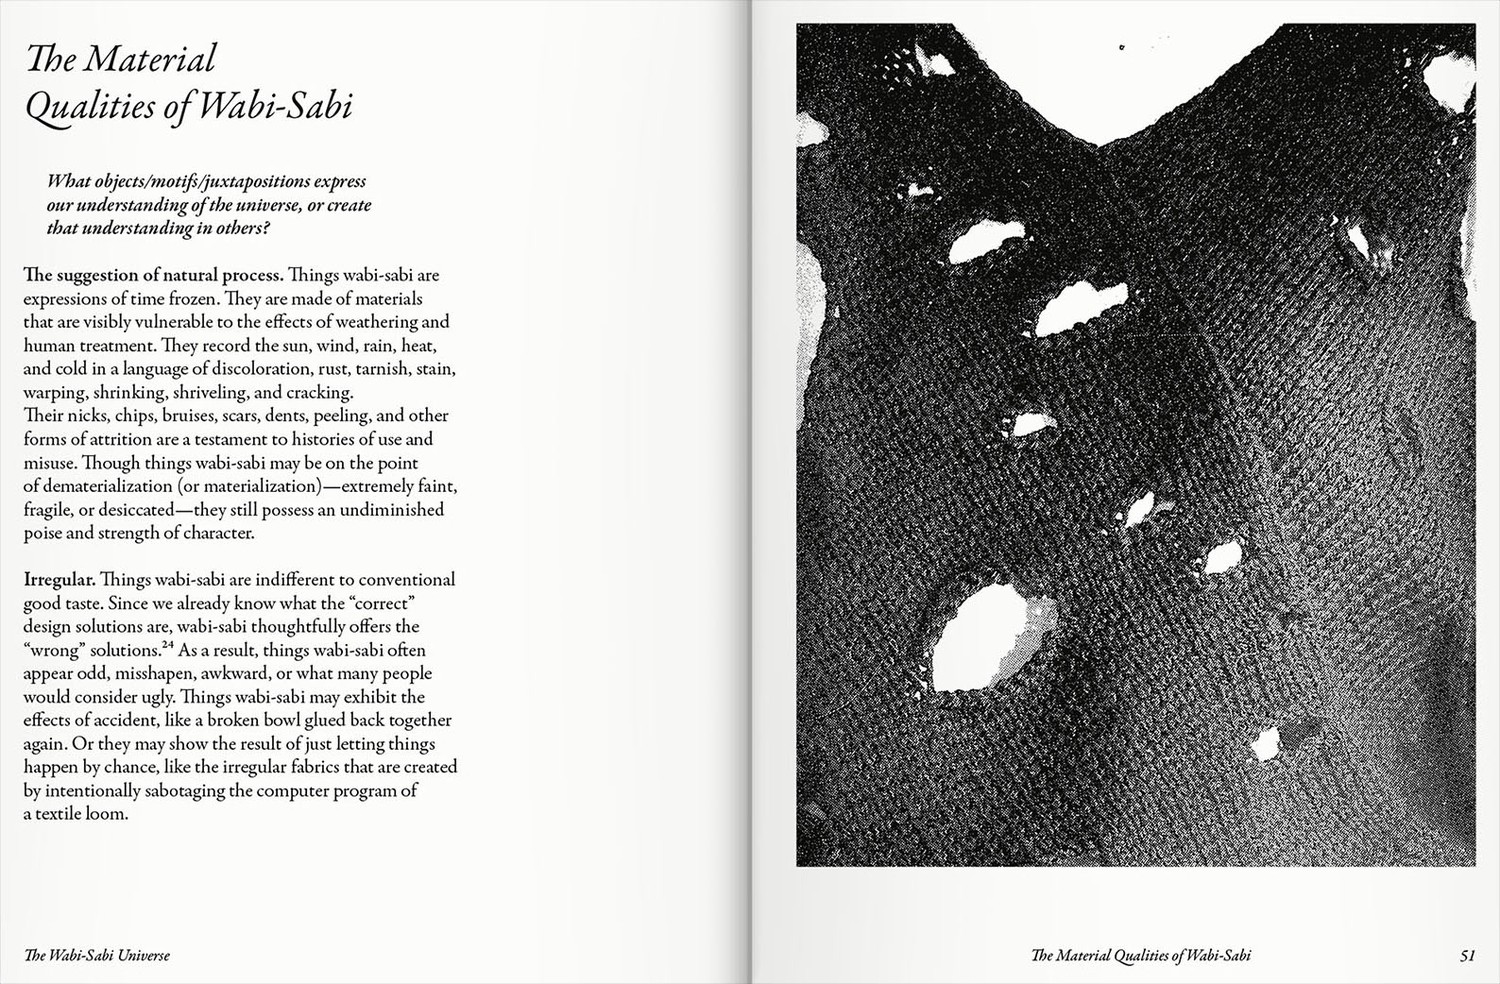 The Material
Qualities of Wabi-Sabi
What objects/motifs/juxtapositions express
our understanding of the universe, or create
that understanding in others?
The suggestion of natural process. Things wabi-sabi are
expressions of time frozen. They are made of materials
that are visibly vulnerable to the effects of weathering and
human treatment. They record the sun, wind, rain, heat,
and cold in a language of discoloration, rust, tarnish, stain,
warping, shrinking, shriveling, and cracking.
Their nicks, chips, bruises, scars, dents, peeling, and other
forms of attrition are a testament to histories of use and
misuse. Though things wabi-sabi may be on the point
of dematerialization (or materialization)—extremely faint,
fragile, or desiccated—they still possess an undiminished
poise and strength of character.
Irregular. Things wabi-sabi are indifferent to conventional
good taste. Since we already know what the “correct”
design solutions are, wabi-sabi thoughtfully offers the
“wrong” solutions.²⁴ As a result, things wabi-sabi often
appear odd, misshapen, awkward, or what many people
would consider ugly. Things wabi-sabi may exhibit the
effects of accident, like a broken bowl glued back together
again. Or they may show the result of just letting things
happen by chance, like the irregular fabrics that are created
by intentionally sabotaging the computer program of
a textile loom.
The Wabi-Sabi Universe
The Material Qualities of Wabi-Sabi
51